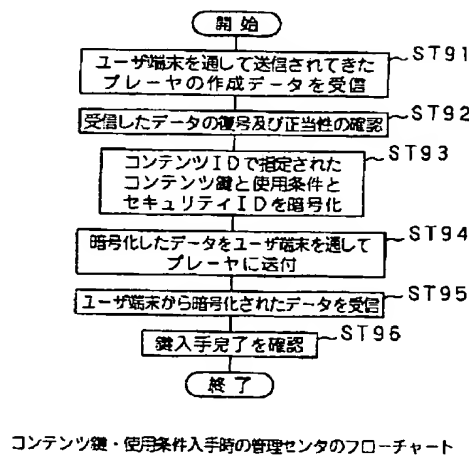 開始
ユーザ端末を通して送信されてきた
プレーヤの作成データを受信
ST91
受信したデータの復号及び正当性の確認
ST92
コンテンツIDで指定された
コンテンツ鍵と使用条件と
セキュリティIDを暗号化
ST93
暗号化したデータをユーザ端末を通して
プレーヤに送付
ST94
ユーザ端末から暗号化されたデータを受信
ST95
鍵入手完了を確認
ST96
終了
コンテンツ鍵・使用条件入手時の管理センタのフローチャート